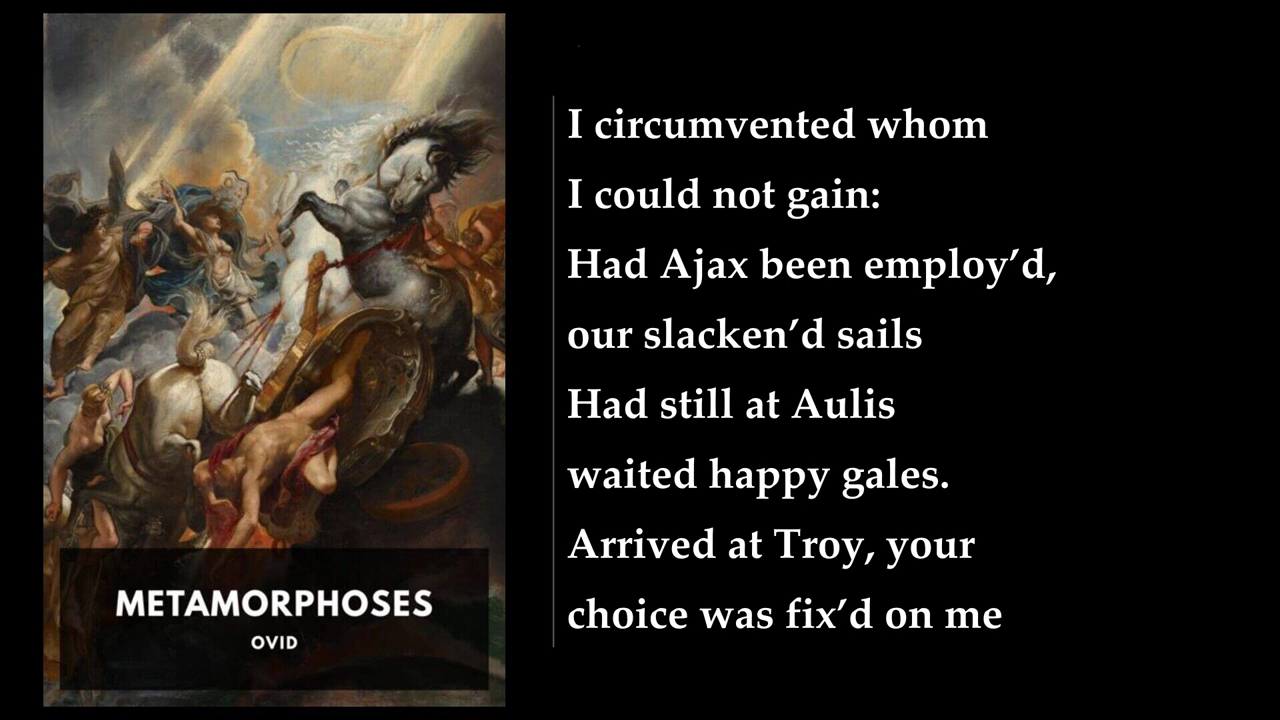 METAMORPHOSES
OVID
I circumvented whom
I could not gain:
Had Ajax been employ’d,
our slacken’d sails
Had still at Aulis
waited happy gales.
Arrived at Troy, your
choice was fix’d on me